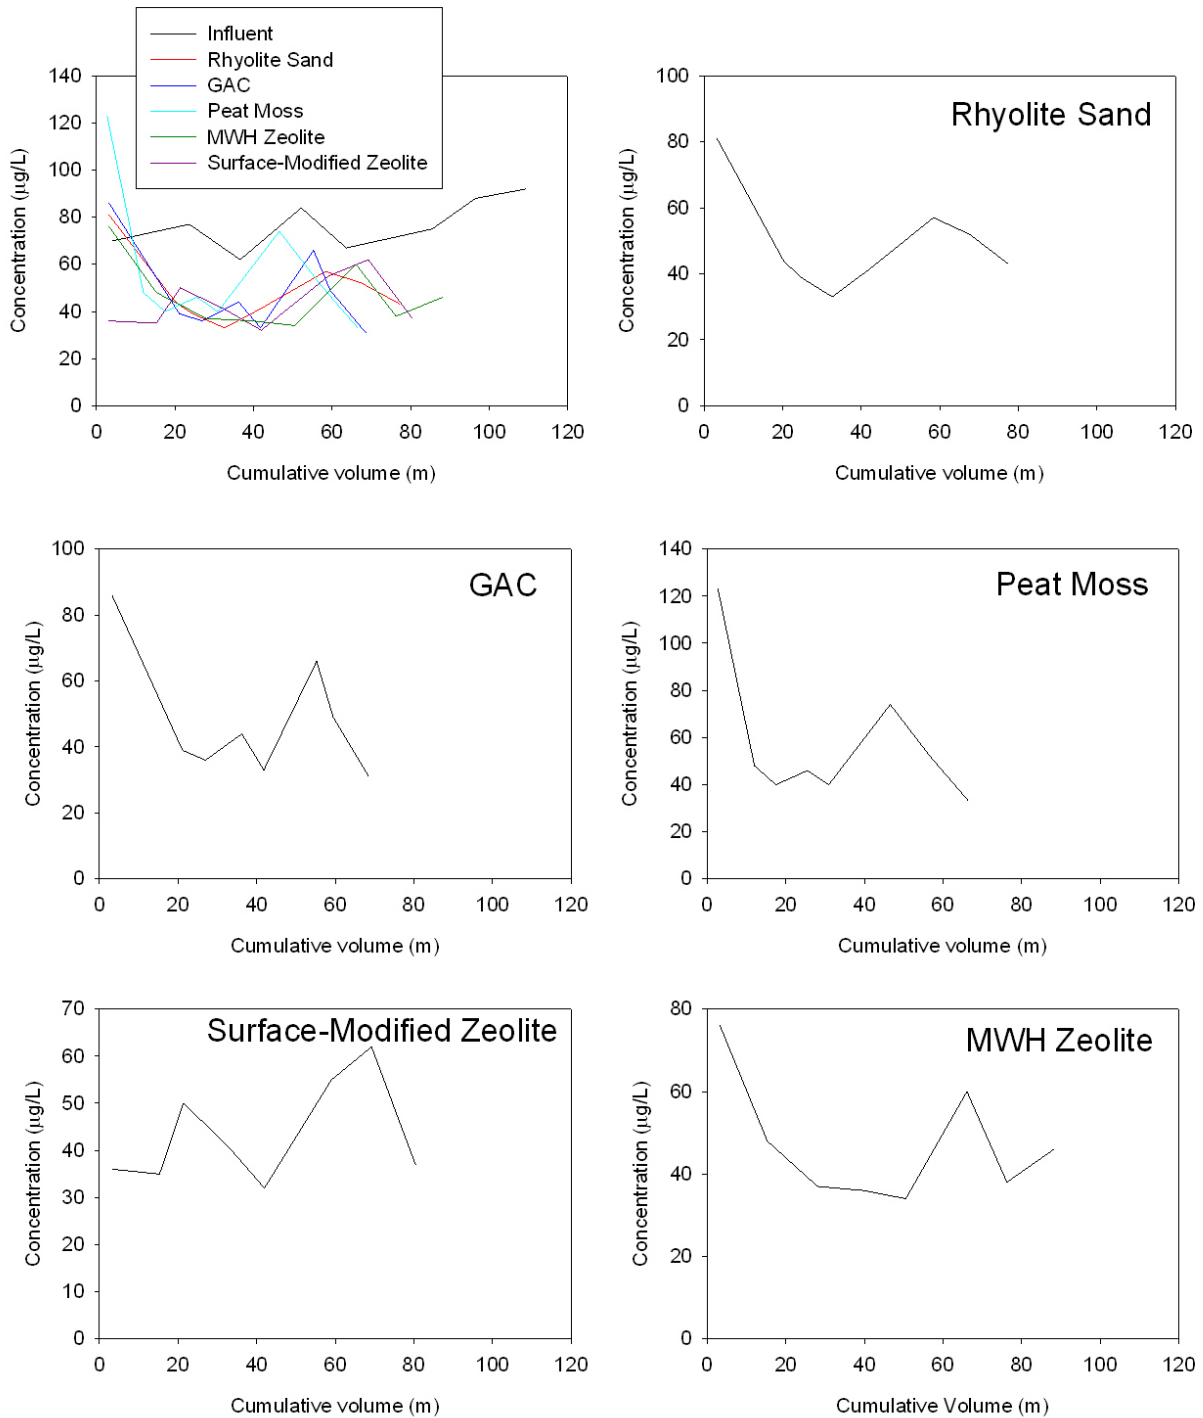 Influent
Rhyolite Sand
GAC
Peat Moss
MWH Zeolite
Surface-Modified Zeolite
Concentration (µg/L)
140
120
100
80
60
40
20
0
0 20 40 60 80 100 120
Cumulative volume (m)
Rhyolite Sand
Concentration (µg/L)
100
80
60
40
20
0
0 20 40 60 80 100 120
Cumulative volume (m)
GAC
Concentration (µg/L)
100
80
60
40
20
0
0 20 40 60 80 100 120
Cumulative volume (m)
Peat Moss
Concentration (µg/L)
140
120
100
80
60
40
20
0
0 20 40 60 80 100 120
Cumulative volume (m)
Surface-Modified Zeolite
Concentration (µg/L)
70
60
50
40
30
20
10
0
0 20 40 60 80 100 120
Cumulative volume (m)
MWH Zeolite
Concentration (µg/L)
80
60
40
20
0
0 20 40 60 80 100 120
Cumulative Volume (m)